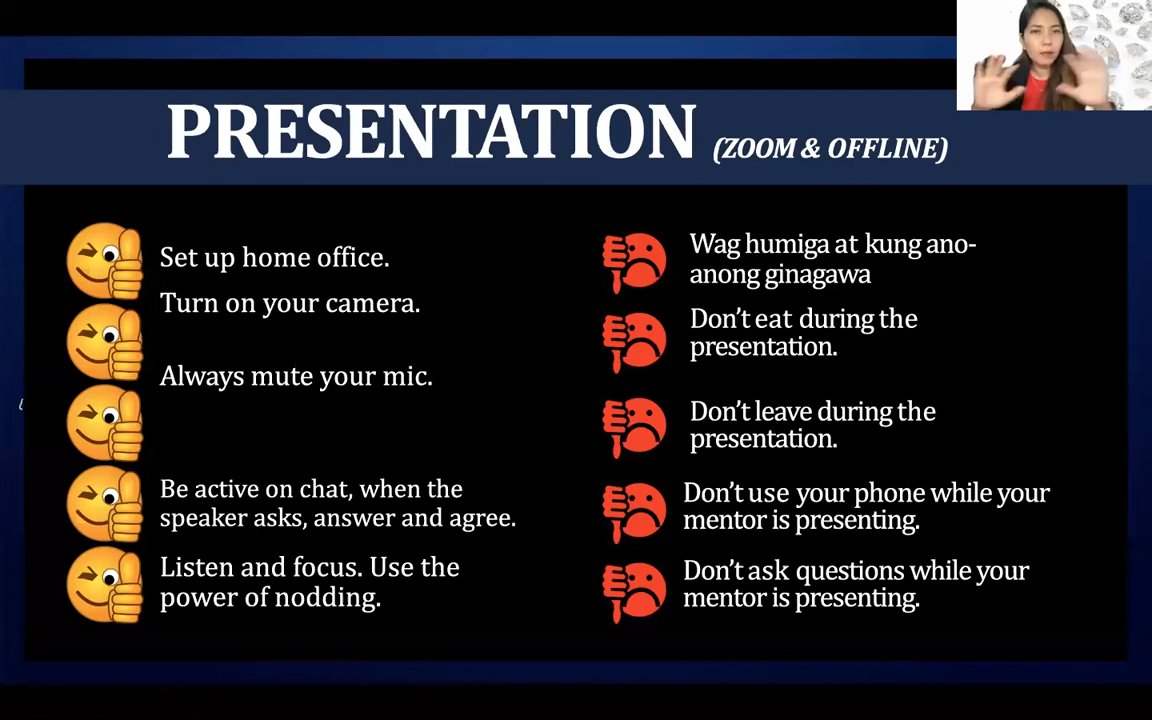 PRESENTATION (ZOOM & OFFLINE)
Set up home office.
Turn on your camera.
Always mute your mic.
Be active on chat, when the
speaker asks, answer and agree.
Listen and focus. Use the
power of nodding.
Wag humiga at kung ano-
anong ginagawa
Don't eat during the
presentation.
Don't leave during the
presentation.
Don't use your phone while your
mentor is presenting.
Don't ask questions while your
mentor is presenting.